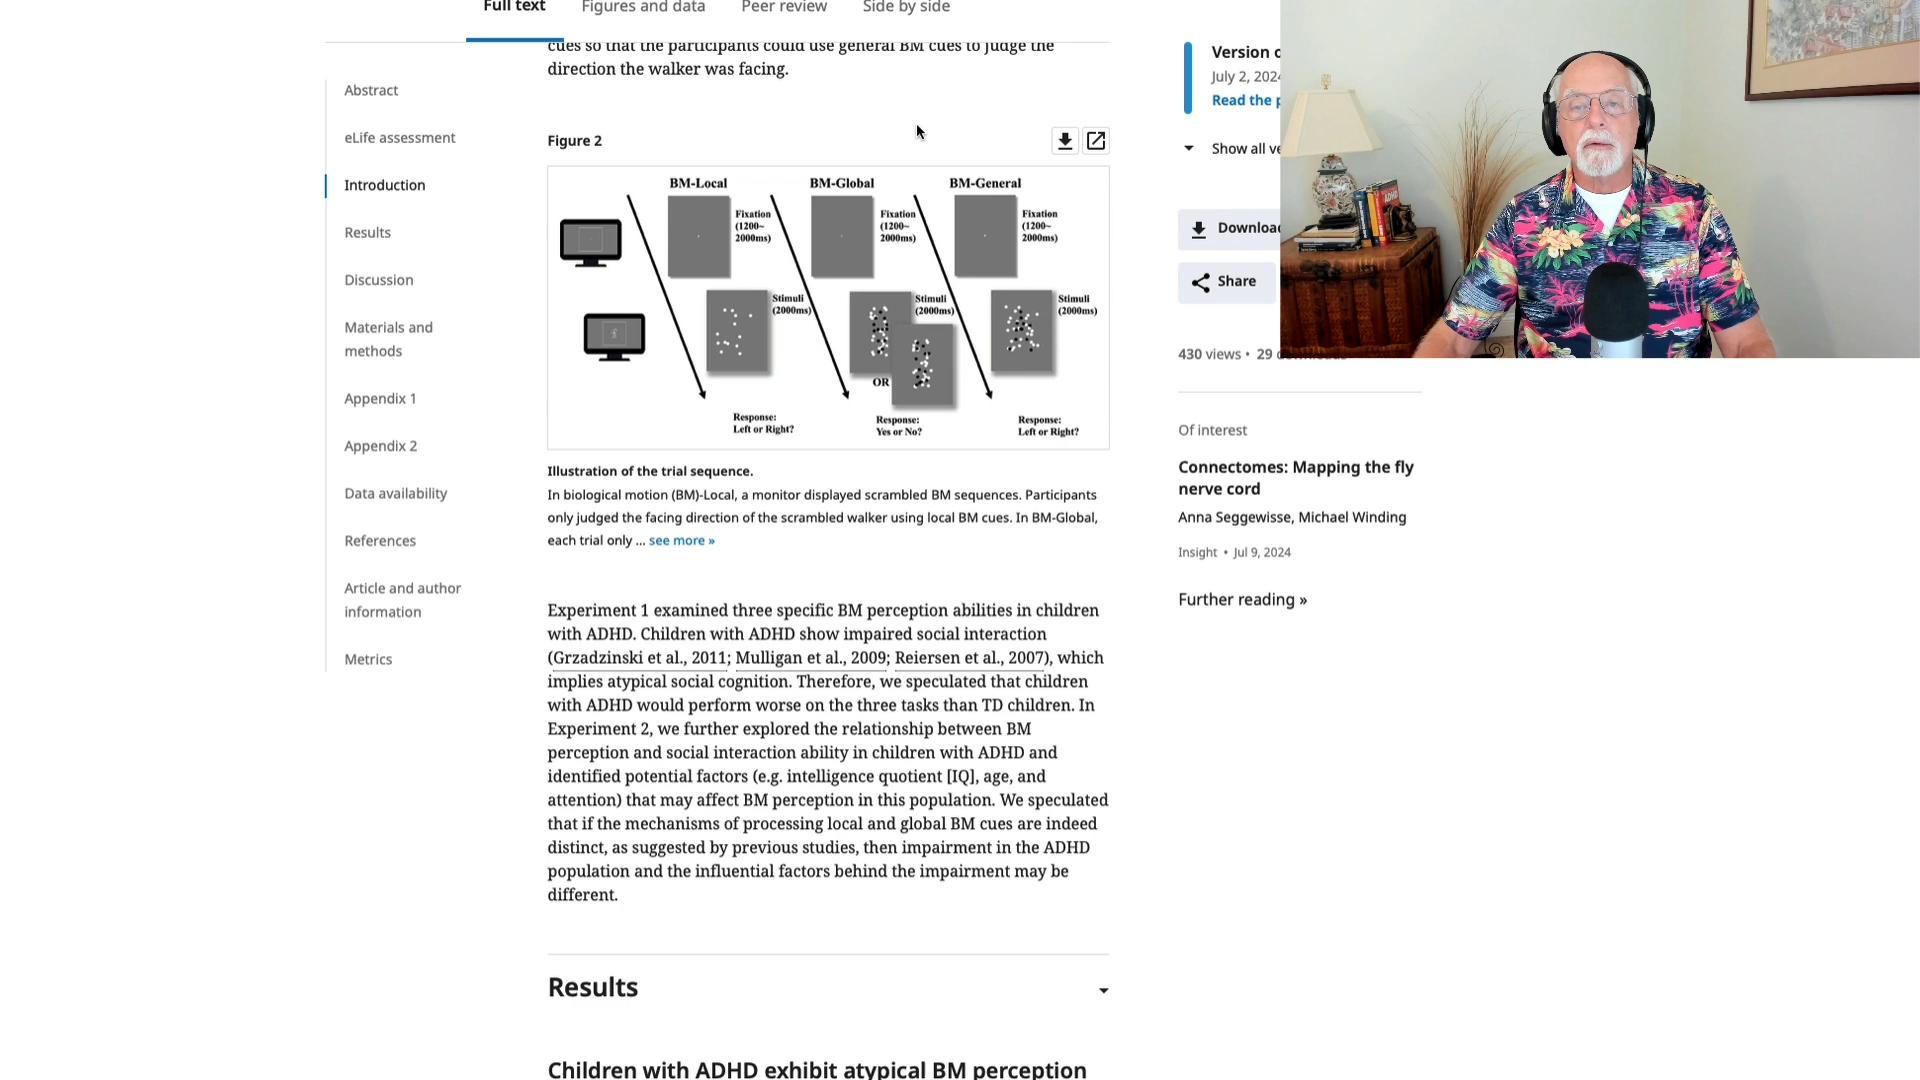 Full text
Figures and data
Peer review
Side by side
cues so that the participants could use general BM cues to judge the
direction the walker was facing.
Abstract
eLife assessment
Introduction
Results
Discussion
Materials and
methods
Appendix 1
Appendix 2
Data availability
References
Article and author
information
Metrics
Figure 2
BM-Local
BM-Global
BM-General
Fixation
(1200~
2000ms)
Fixation
(1200~
2000ms)
Fixation
(1200~
2000ms)
Stimuli
(2000ms)
Stimuli
(2000ms)
Stimuli
(2000ms)
OR
Response:
Left or Right?
Response:
Yes or No?
Response:
Left or Right?
Illustration of the trial sequence.
In biological motion (BM)-Local, a monitor displayed scrambled BM sequences. Participants
only judged the facing direction of the scrambled walker using local BM cues. In BM-Global,
each trial only ... see more »
Experiment 1 examined three specific BM perception abilities in children
with ADHD. Children with ADHD show impaired social interaction
(Grzadzinski et al., 2011; Mulligan et al., 2009; Reiersen et al., 2007), which
implies atypical social cognition. Therefore, we speculated that children
with ADHD would perform worse on the three tasks than TD children. In
Experiment 2, we further explored the relationship between BM
perception and social interaction ability in children with ADHD and
identified potential factors (e.g. intelligence quotient [IQ], age, and
attention) that may affect BM perception in this population. We speculated
that if the mechanisms of processing local and global BM cues are indeed
distinct, as suggested by previous studies, then impairment in the ADHD
population and the influential factors behind the impairment may be
different.
Results
Children with ADHD exhibit atypical BM perception
Version
July 2, 2024
Read the
Show all
Share
430 views • 29
Of interest
Connectomes: Mapping the fly
nerve cord
Anna Seggewisse, Michael Winding
Insight • Jul 9, 2024
Further reading »